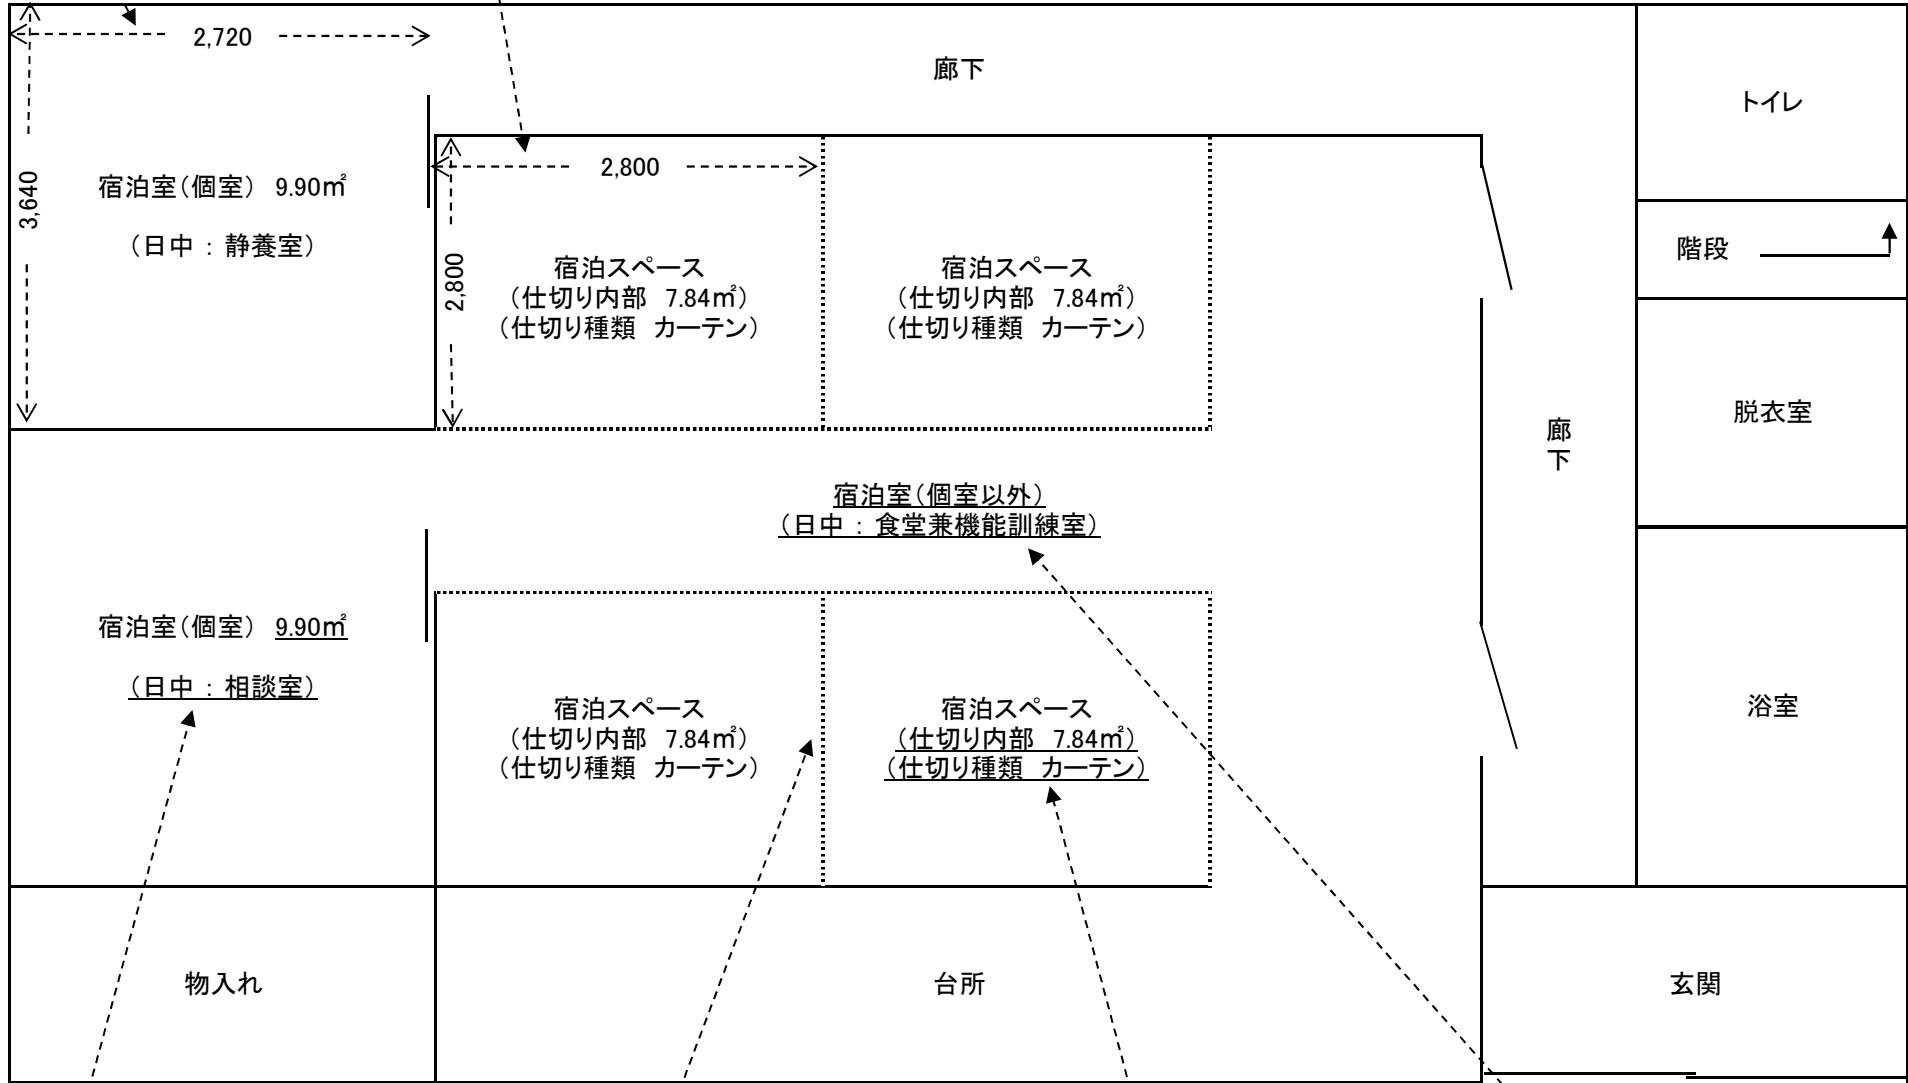 2,720
廊下
トイレ
3,640
宿泊室(個室) 9.90㎡
(日中:静養室)
2,800
2,800
宿泊スペース
(仕切り内部 7.84㎡)
(仕切り種類 カーテン)
宿泊スペース
(仕切り内部 7.84㎡)
(仕切り種類 カーテン)
階段
脱衣室
廊下
宿泊室(個室以外)
(日中:食堂兼機能訓練室)
宿泊室(個室) 9.90㎡
(日中:相談室)
宿泊スペース
(仕切り内部 7.84㎡)
(仕切り種類 カーテン)
宿泊スペース
(仕切り内部 7.84㎡)
(仕切り種類 カーテン)
浴室
物入れ
台所
玄関